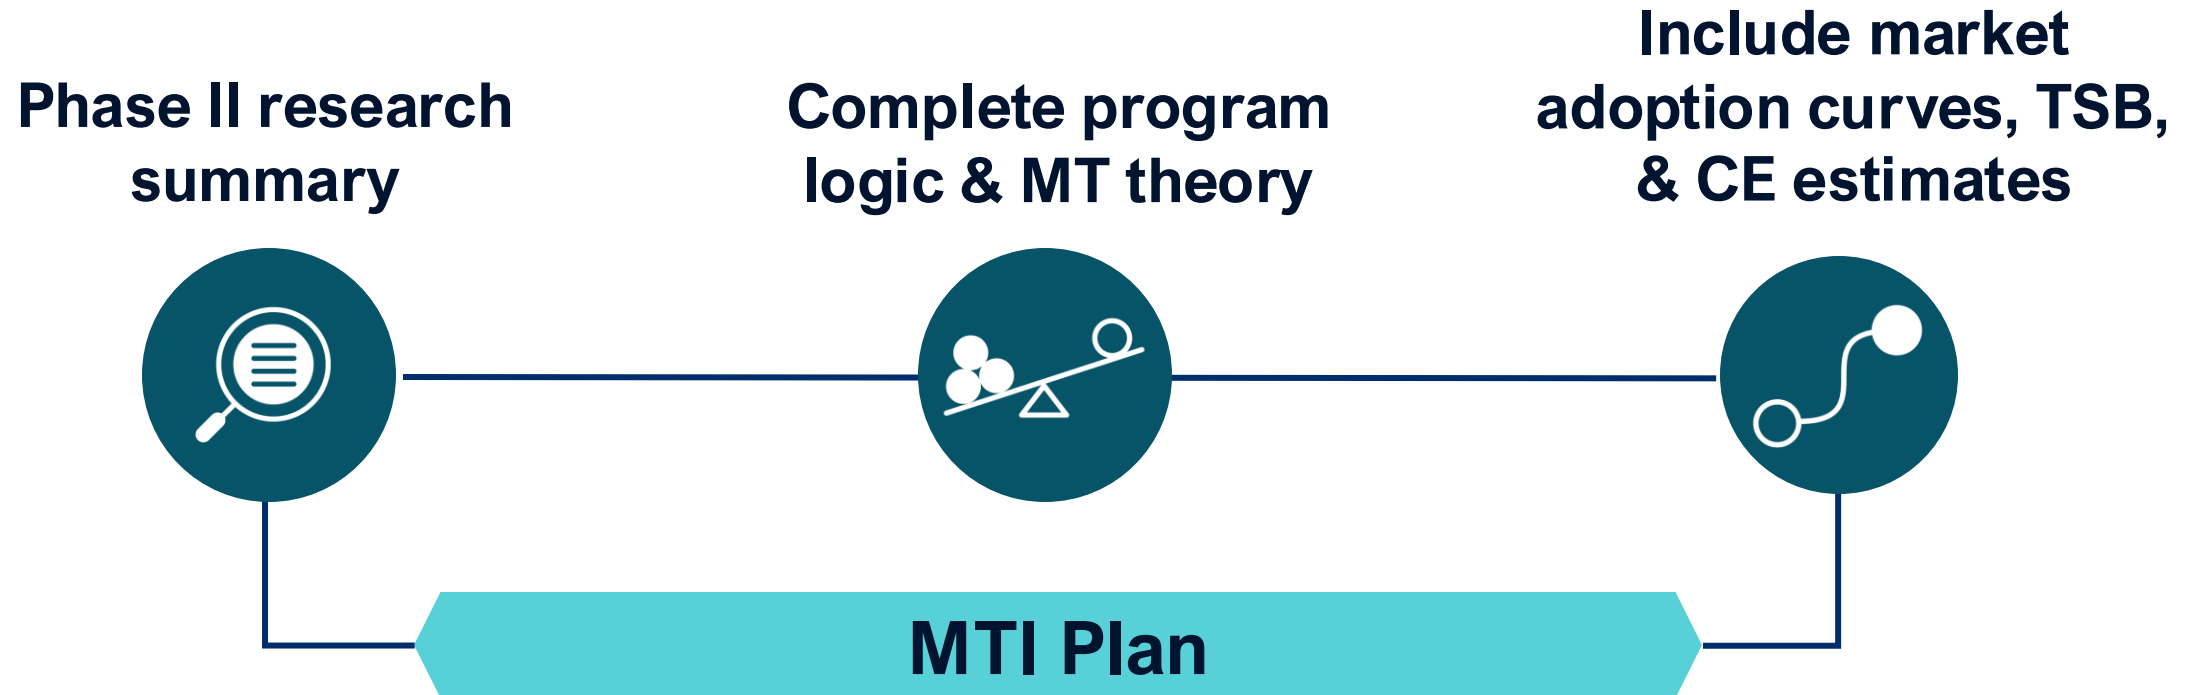 Phase II research
summary
Complete program
logic & MT theory
Include market
adoption curves, TSB,
& CE estimates
MTI Plan